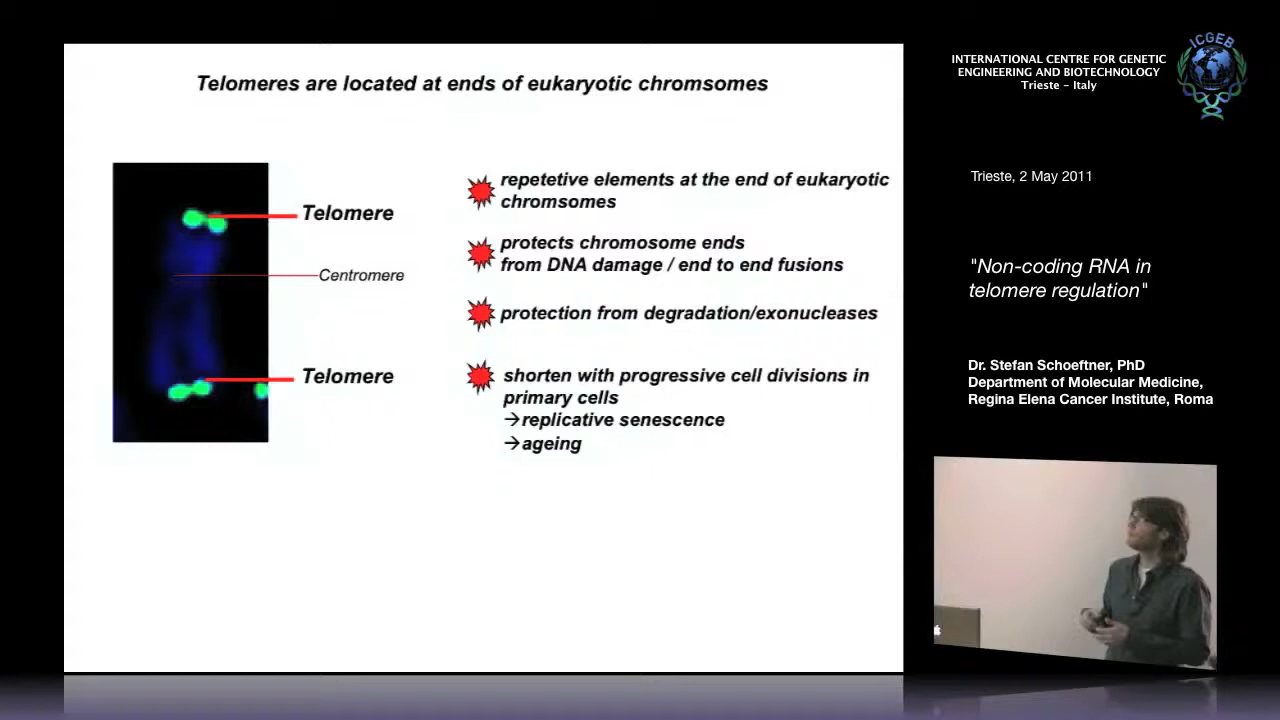 Telomeres are located at ends of eukaryotic chromsomes
Telomere
Centromere
Telomere
repetetive elements at the end of eukaryotic
chromsomes
protects chromosome ends
from DNA damage / end to end fusions
protection from degradation/exonucleases
shorten with progressive cell divisions in
primary cells
→replicative senescence
→ageing
INTERNATIONAL CENTRE FOR GENETIC
ENGINEERING AND BIOTECHNOLOGY
Trieste - Italy
ICGEB
Trieste, 2 May 2011
"Non-coding RNA in
telomere regulation"
Dr. Stefan Schoeftner, PhD
Department of Molecular Medicine,
Regina Elena Cancer Institute, Roma